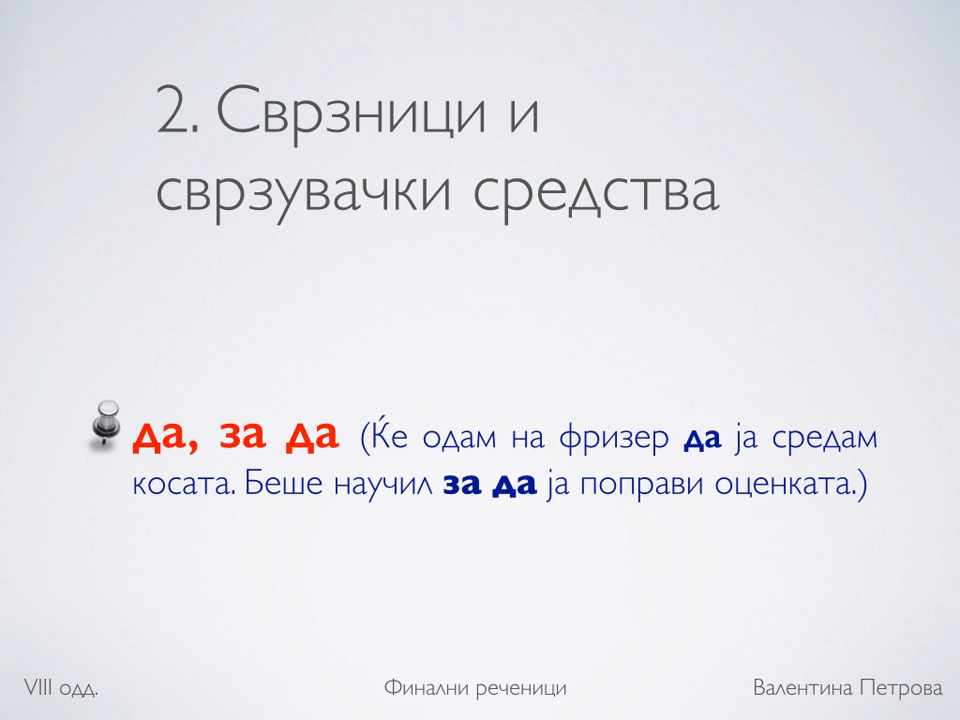 2. Сврзници и
сврзувачки средства
да, за да (Ќе одам на фризер да ја средам
косата. Беше научил за да ја поправи оценката.)
VIII одд.
Финални реченици
Валентина Петрова